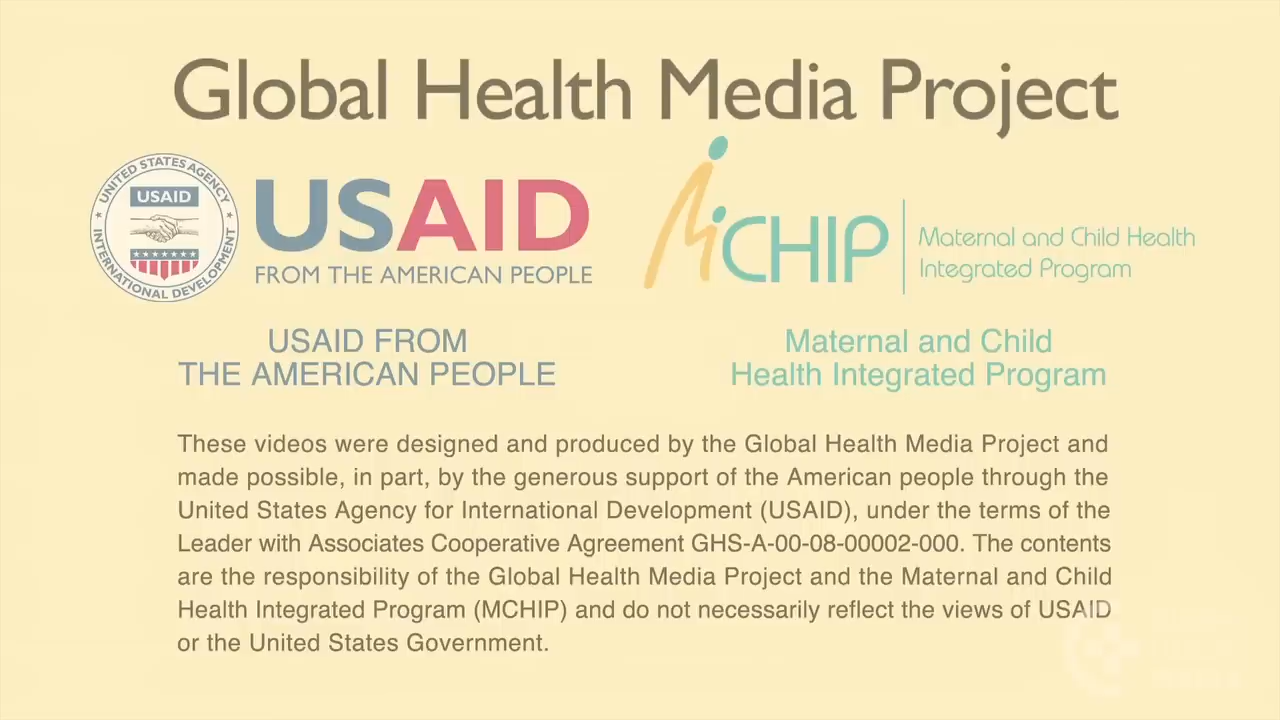 Global Health Media Project
UNITED STATES AGENCY
USAID
INTERNATIONAL DEVELOPMENT
USAID
FROM THE AMERICAN PEOPLE
MCHIP
Maternal and Child Health
Integrated Program
USAID FROM
THE AMERICAN PEOPLE
Maternal and Child
Health Integrated Program
These videos were designed and produced by the Global Health Media Project and
made possible, in part, by the generous support of the American people through the
United States Agency for International Development (USAID), under the terms of the
Leader with Associates Cooperative Agreement GHS-A-00-08-00002-000. The contents
are the responsibility of the Global Health Media Project and the Maternal and Child
Health Integrated Program (MCHIP) and do not necessarily reflect the views of USAID
or the United States Government.